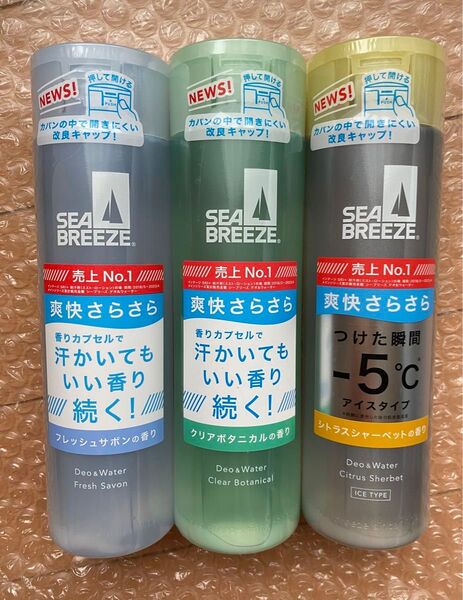 NEWS!
押して開ける
PUSH
カバンの中で開きにくい
改良キャップ!
SEA
BREEZE®
売上No.1
爽快さらさら
香りカプセルで
汗かいても
いい香り
続く!
フレッシュサボンの香り
Deo&Water
Fresh Savon
NEWS!
押して開ける
PUSH
カバンの中で開きにくい
改良キャップ!
SEA
BREEZE®
売上No.1
爽快さらさら
香りカプセルで
汗かいても
いい香り
続く!
クリアボタニカルの香り
Deo&Water
Clear Botanical
NEWS!
押して開ける
PUSH
カバンの中で開きにくい
改良キャップ!
SEA
BREEZE®
売上No.1
爽快さらさら
つけた瞬間
-5℃
アイスタイプ
シトラスシャーベットの香り
Deo&Water
Citrus Sherbet
ICE TYPE